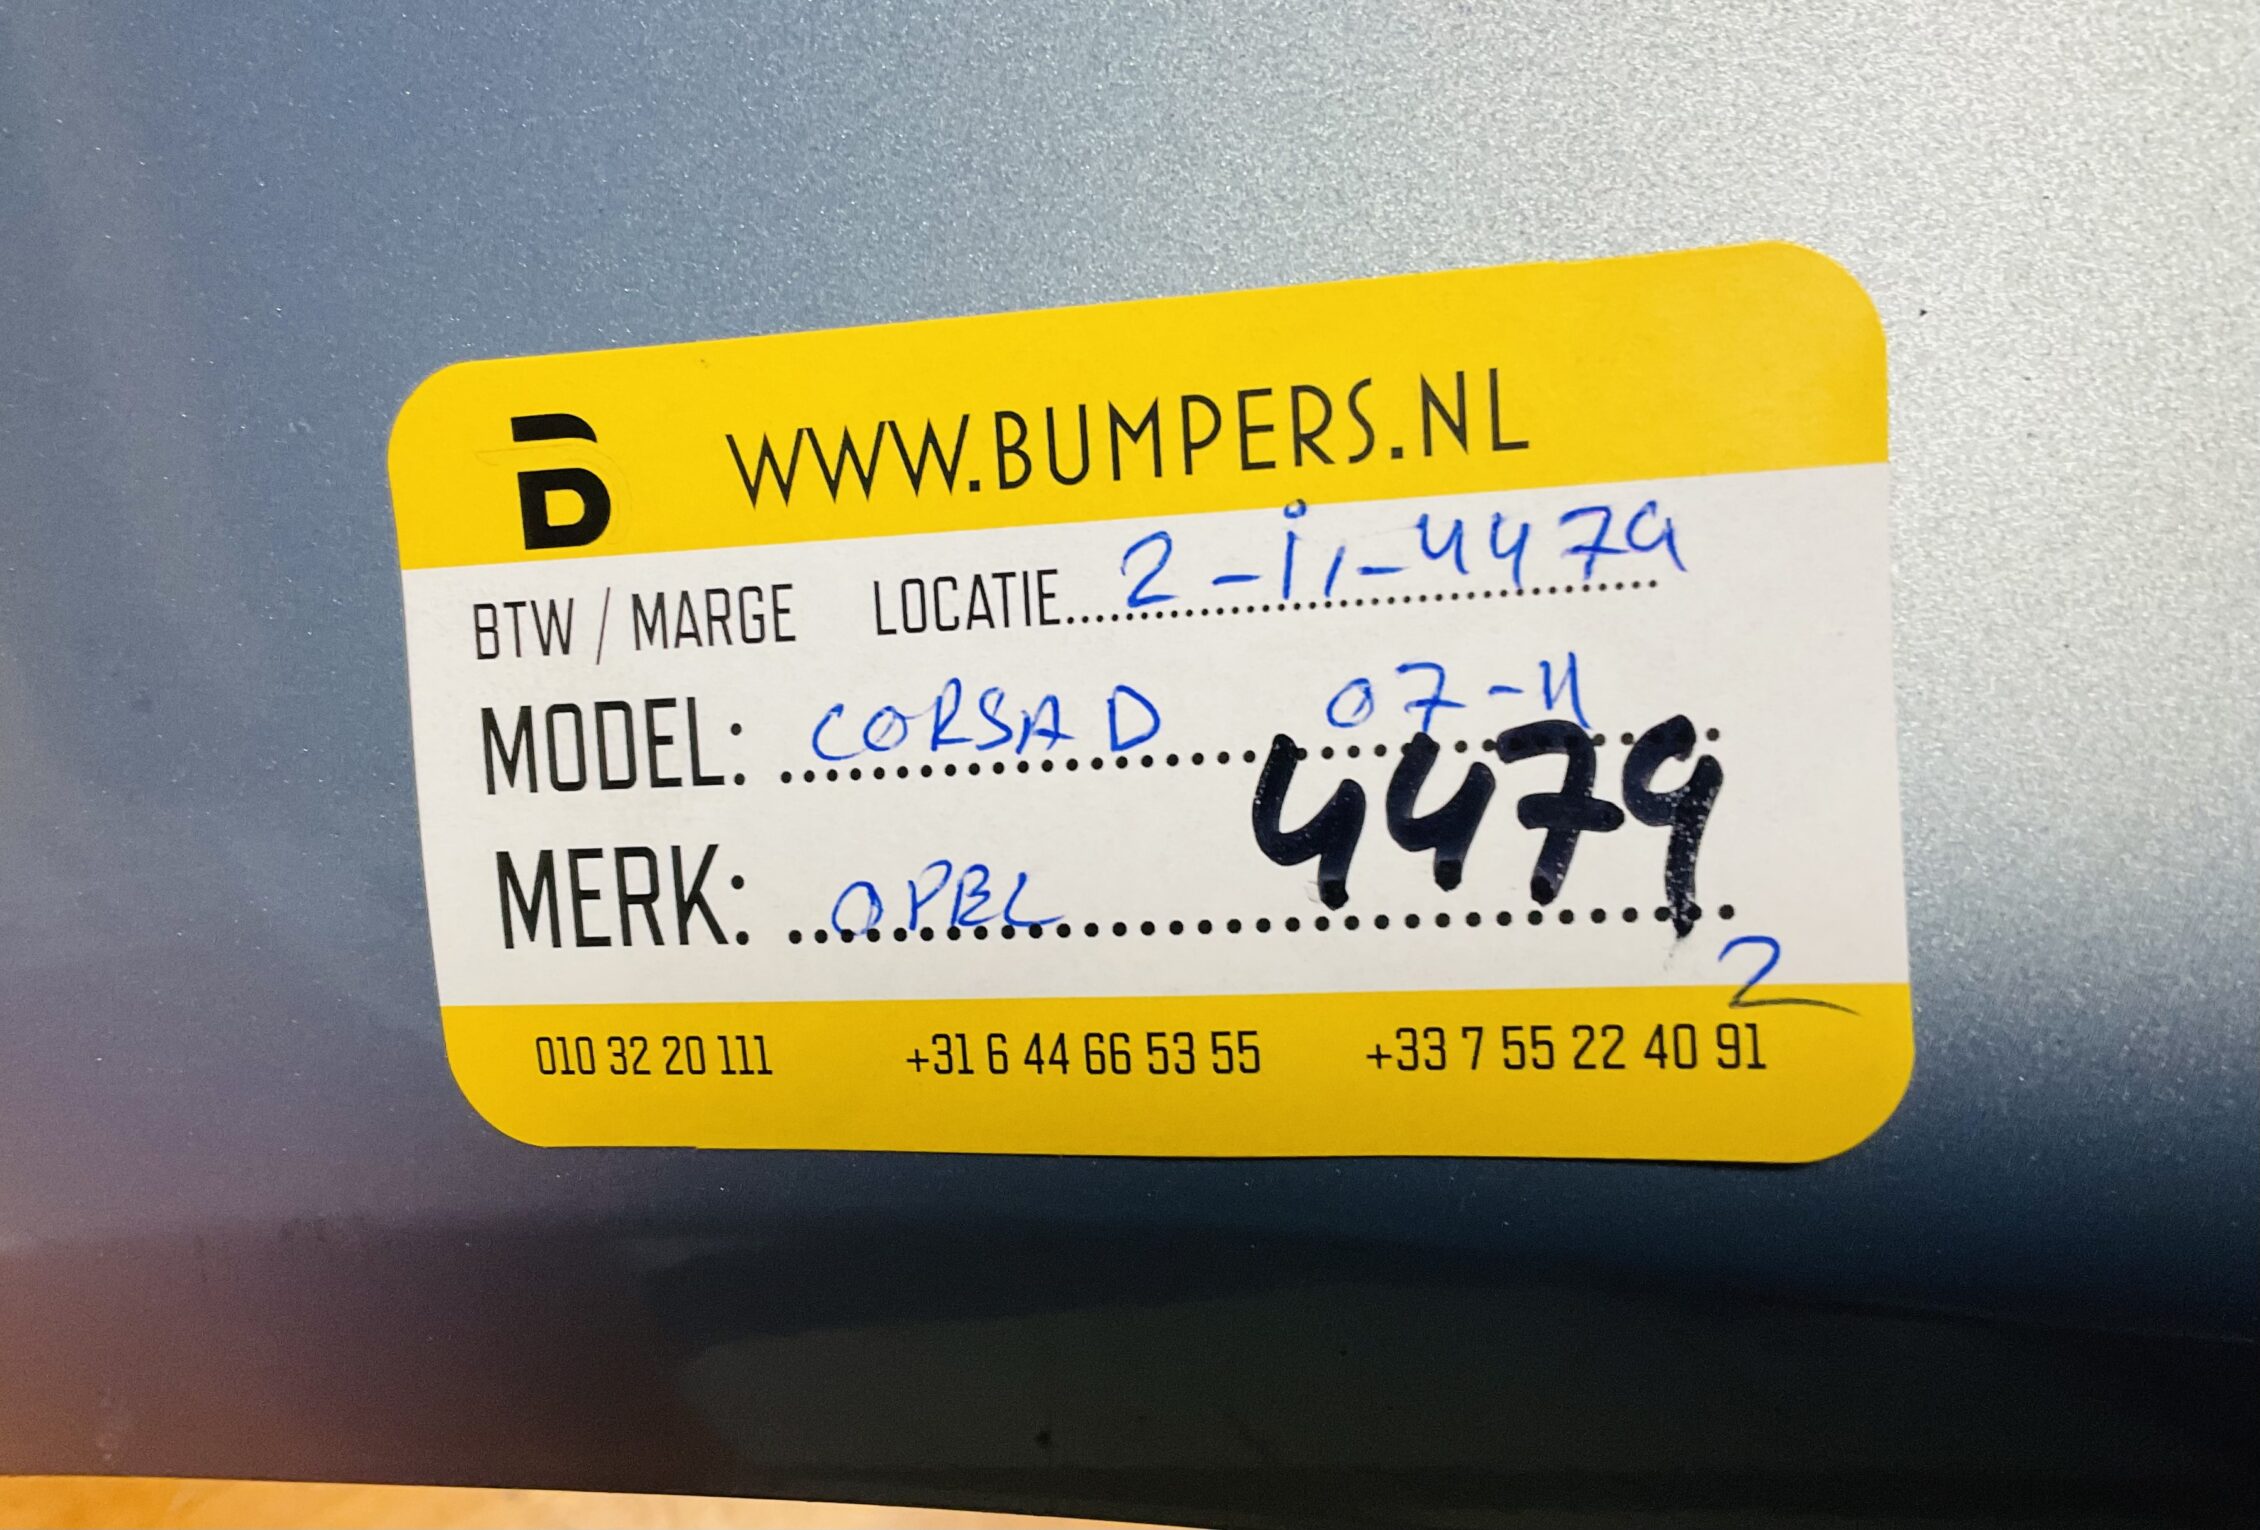 B WWW.BUMPERS.NL
BTW / MARGE LOCATIE 2-i,-4479
MODEL: CORSA D 07-11
4479
MERK: OPEL
2
010 32 20 111 +31 6 44 66 53 55 +33 7 55 22 40 91